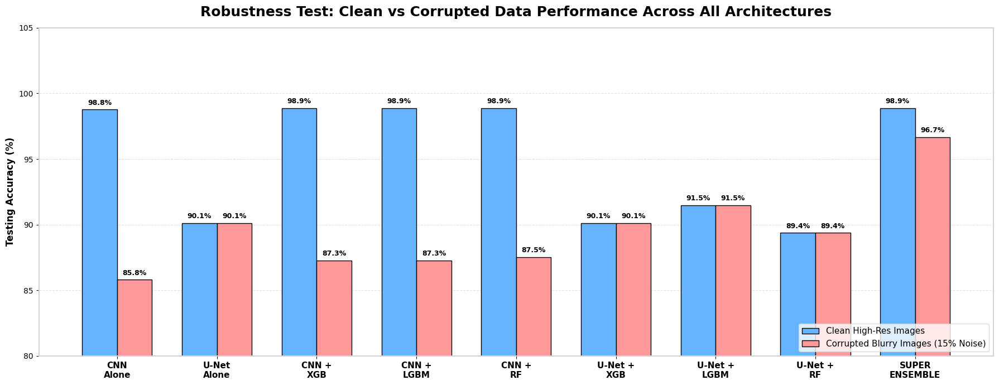 Robustness Test: Clean vs Corrupted Data Performance Across All Architectures
Testing Accuracy (%)
105
100
95
90
85
80
98.8%
85.8%
90.1%
90.1%
98.9%
87.3%
98.9%
87.3%
98.9%
87.5%
90.1%
90.1%
91.5%
91.5%
89.4%
89.4%
98.9%
96.7%
CNN
Alone
U-Net
Alone
CNN +
XGB
CNN +
LGBM
CNN +
RF
U-Net +
XGB
U-Net +
LGBM
U-Net +
RF
SUPER
ENSEMBLE
Clean High-Res Images
Corrupted Blurry Images (15% Noise)